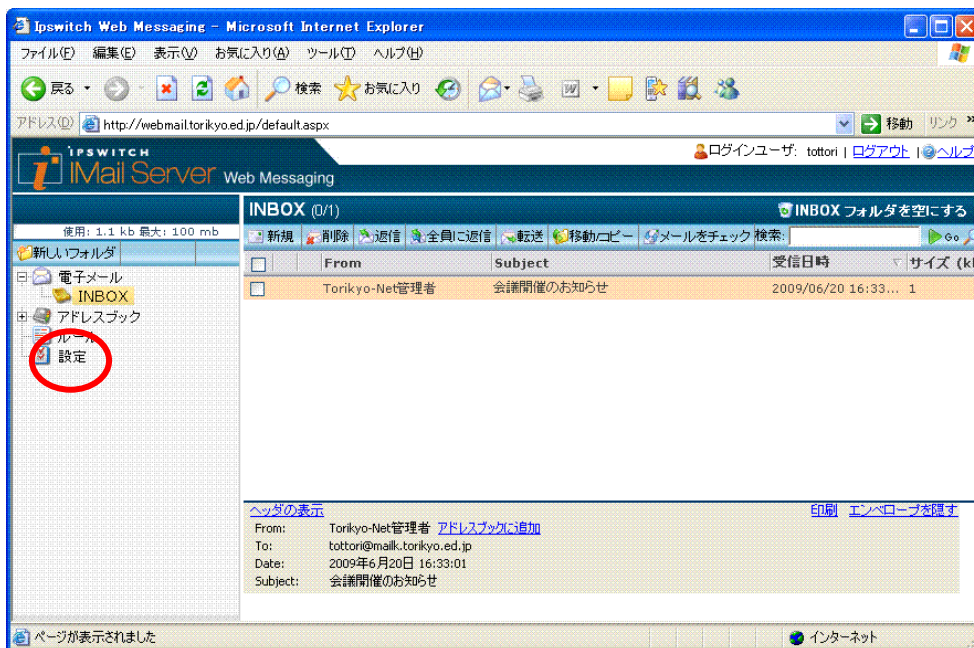 Ipswitch Web Messaging - Microsoft Internet Explorer
ファイル(F) 編集(E) 表示(V) お気に入り(A) ツール(T) ヘルプ(H)
戻る 検索 お気に入り
アドレス(D) http://webmail.torikyo.ed.jp/default.aspx 移動 リンク »
IPSWITCH
IMail Server Web Messaging
ログインユーザ: tottori | ログアウト | ヘルプ
INBOX (0/1) INBOX フォルダを空にする
使用: 1.1 kb 最大: 100 mb
新規 削除 返信 全員に返信 転送 移動/コピー メールをチェック 検索: Go
新しいフォルダ
From Subject 受信日時 サイズ (k
電子メール
INBOX
アドレスブック
ルール
設定
Torikyo-Net管理者 会議開催のお知らせ 2009/06/20 16:33... 1
ヘッダの表示 印刷 エンベロープを隠す
From: Torikyo-Net管理者 アドレスブックに追加
To: tottori@mailk.torikyo.ed.jp
Date: 2009年6月20日 16:33:01
Subject: 会議開催のお知らせ
ページが表示されました インターネット